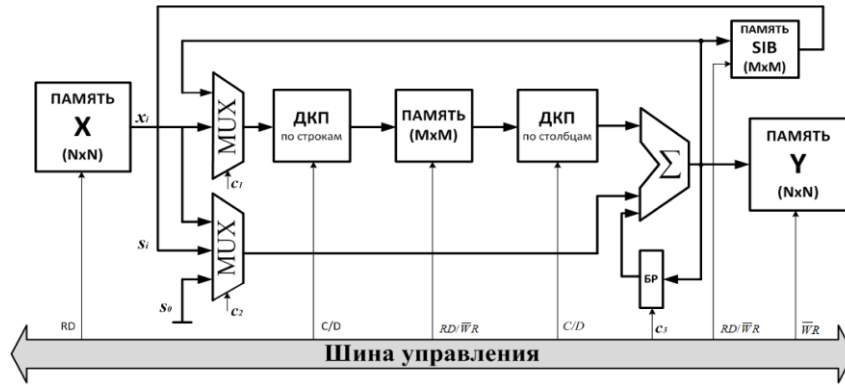 ПАМЯТЬ
SIB
(MxM)
ПАМЯТЬ
X
(NxN)
xᵢ
MUX
c₁
ДКП
по строкам
ПАМЯТЬ
(MxM)
ДКП
по столбцам
Σ
ПАМЯТЬ
Y
(NxN)
sᵢ
MUX
c₂
s₀
БР
c₃
RD
C/D
RD/W̅R
C/D
RD/W̅R
W̅R
Шина управления